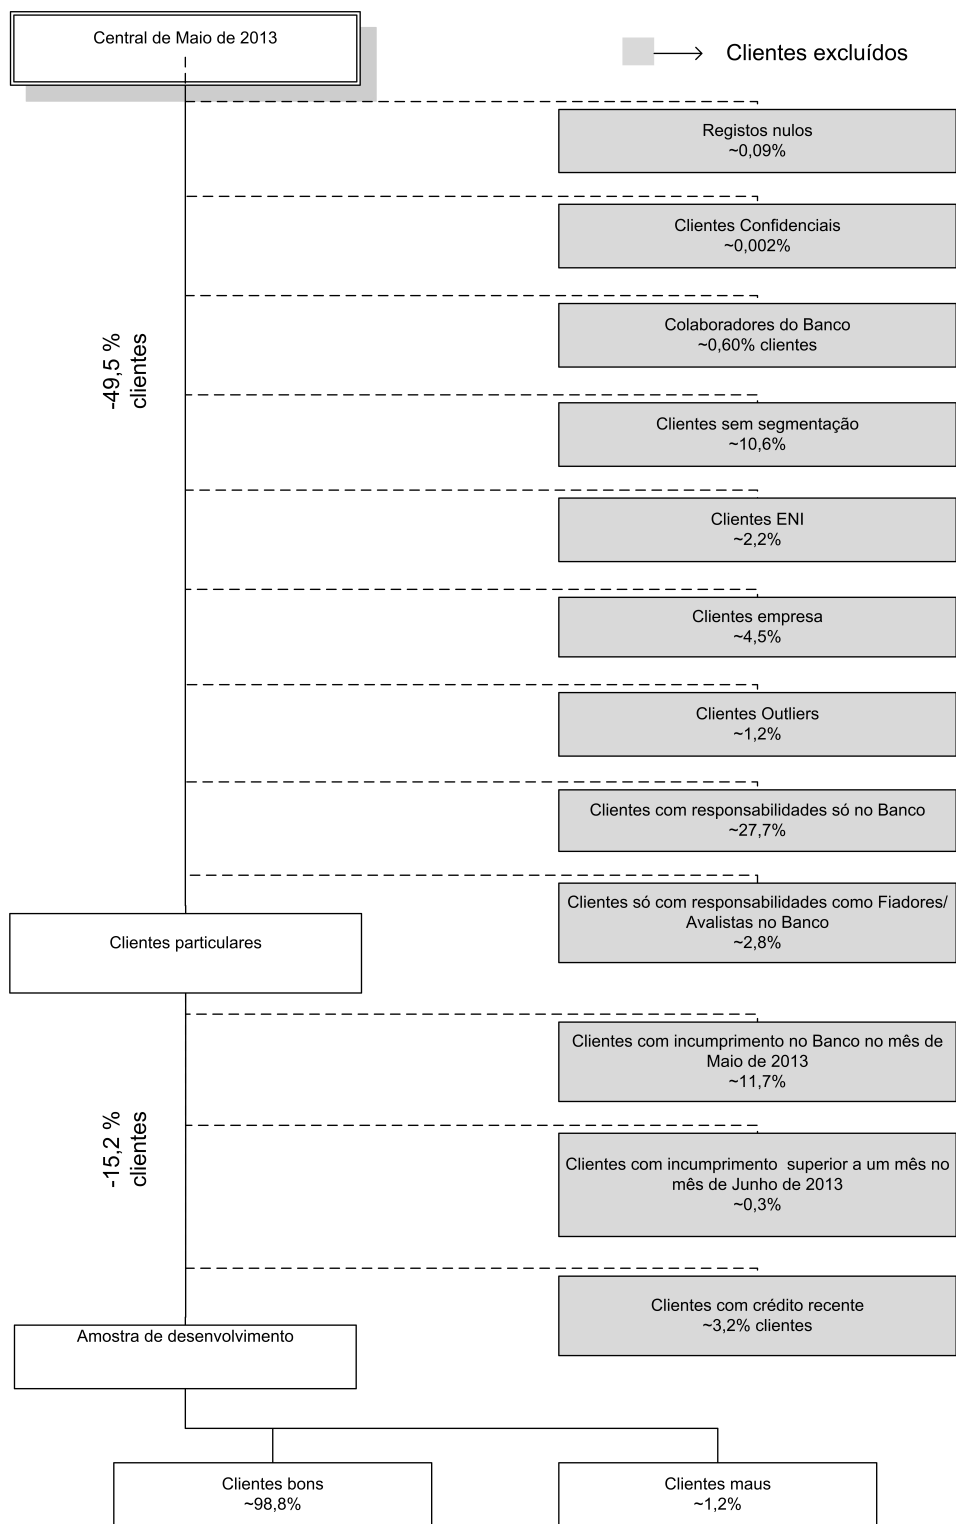 Central de Maio de 2013
Clientes excluídos
Registos nulos
~0,09%
Clientes Confidenciais
~0,002%
Colaboradores do Banco
~0,60% clientes
-49,5 %
clientes
Clientes sem segmentação
~10,6%
Clientes ENI
~2,2%
Clientes empresa
~4,5%
Clientes Outliers
~1,2%
Clientes com responsabilidades só no Banco
~27,7%
Clientes só com responsabilidades como Fiadores/
Avalistas no Banco
~2,8%
Clientes particulares
Clientes com incumprimento no Banco no mês de
Maio de 2013
~11,7%
-15,2 %
clientes
Clientes com incumprimento  superior a um mês no
mês de Junho de 2013
~0,3%
Clientes com crédito recente
~3,2% clientes
Amostra de desenvolvimento
Clientes bons
~98,8%
Clientes maus
~1,2%